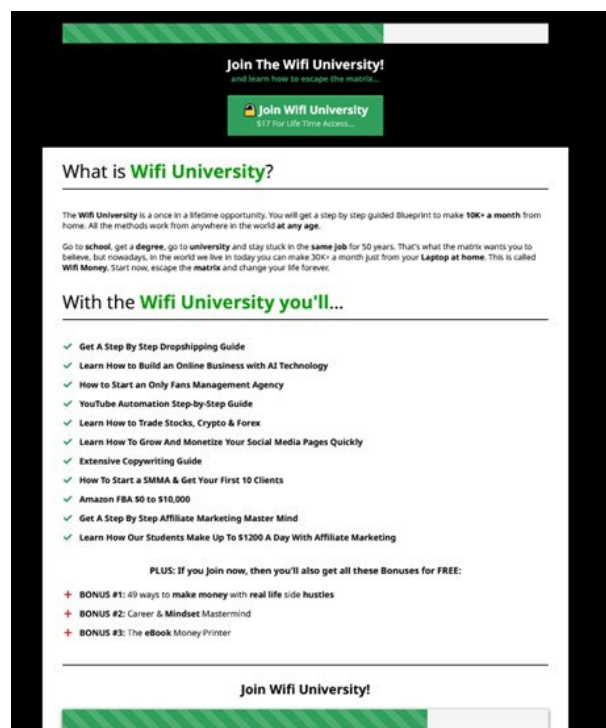 Join The Wifi University!
and learn how to escape the matrix...
Join Wifi University
$17 For Life Time Access...
What is Wifi University?
The Wifi University is a once in a lifetime opportunity. You will get a step by step guided Blueprint to make 10K+ a month from
home. All the methods work from anywhere in the world at any age.
Go to school, get a degree, go to university and stay stuck in the same job for 50 years. That's what the matrix wants you to
believe, but nowadays, in the world we live in today you can make 30K+ a month just from your Laptop at home. This is called
Wifi Money. Start now, escape the matrix and change your life forever.
With the Wifi University you'll...
Get A Step By Step Dropshipping Guide
Learn How to Build an Online Business with AI Technology
How to Start an Only Fans Management Agency
YouTube Automation Step-by-Step Guide
Learn How to Trade Stocks, Crypto & Forex
Learn How To Grow And Monetize Your Social Media Pages Quickly
Extensive Copywriting Guide
How To Start a SMMA & Get Your First 10 Clients
Amazon FBA $0 to $10,000
Get A Step By Step Affiliate Marketing Master Mind
Learn How Our Students Make Up To $1200 A Day With Affiliate Marketing
PLUS: If you Join now, then you'll also get all these Bonuses for FREE:
BONUS #1: 49 ways to make money with real life side hustles
BONUS #2: Career & Mindset Mastermind
BONUS #3: The eBook Money Printer
Join Wifi University!